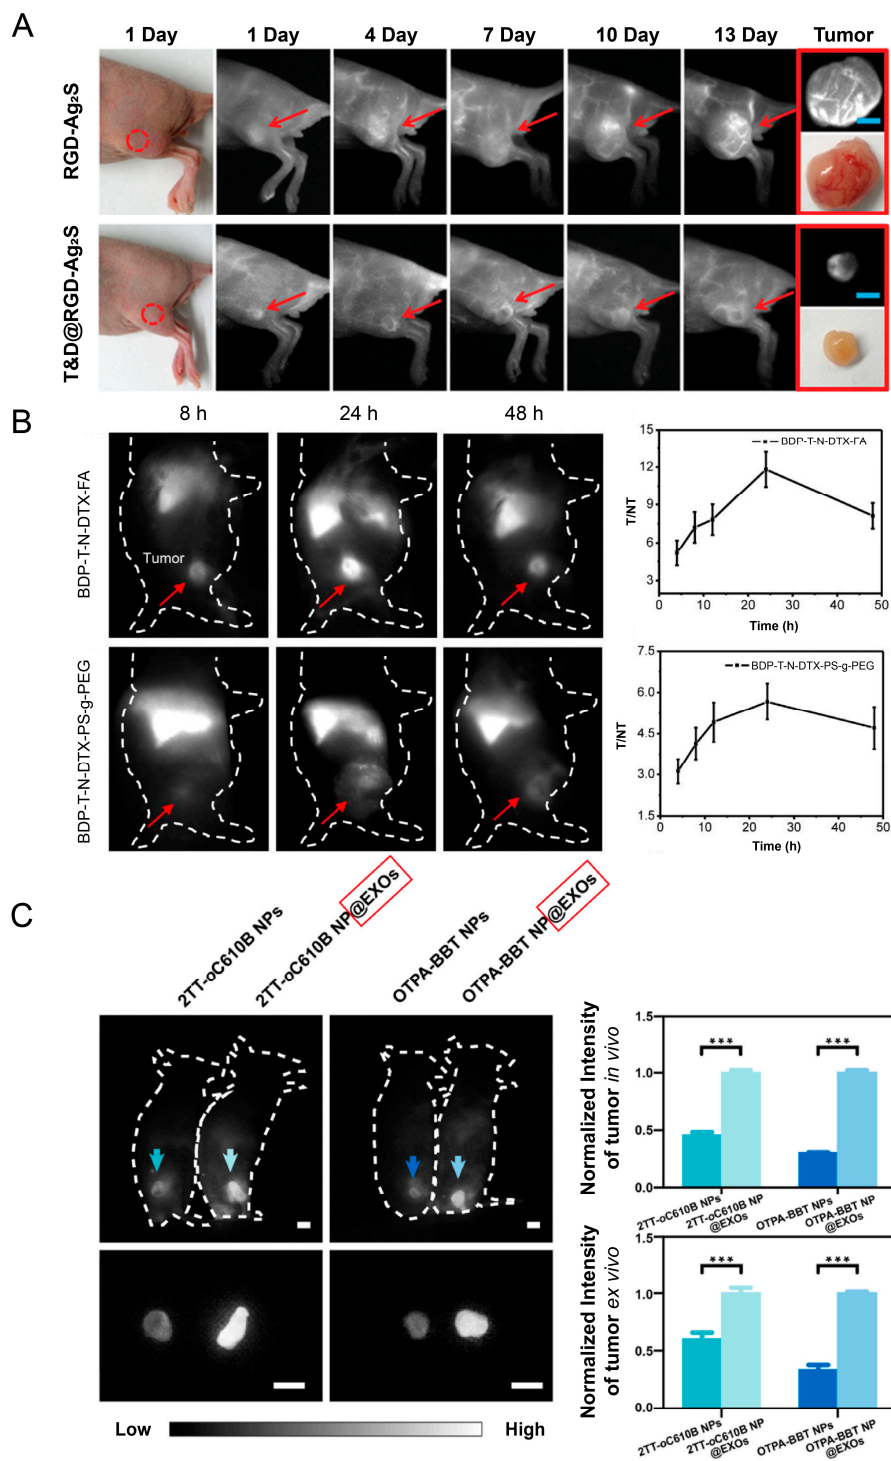 A
1 Day
1 Day
4 Day
7 Day
10 Day
13 Day
Tumor
RGD-Ag₂S
T&D@RGD-Ag₂S
B
8 h
24 h
48 h
BDP-T-N-DTX-FA
Tumor
BDP-T-N-DTX-PS-g-PEG
15
12
9
6
3
T/NT
BDP-T-N-DTX-FA
0
10
20
30
40
50
Time (h)
7.5
6.0
4.5
3.0
1.5
T/NT
BDP-T-N-DTX-PS-g-PEG
0
10
20
30
40
50
Time (h)
C
2TT-oC610B NPs
2TT-oC610B NP@EXOs
OTPA-BBT NPs
OTPA-BBT NP@EXOs
Normalized Intensity
of tumor in vivo
1.5
1.0
0.5
0.0
***
***
2TT-oC610B NPs
2TT-oC610B NP
@EXOs
OTPA-BBT NPs
OTPA-BBT NP
@EXOs
Normalized Intensity
of tumor ex vivo
1.5
1.0
0.5
0.0
***
***
2TT-oC610B NPs
2TT-oC610B NP
@EXOs
OTPA-BBT NPs
OTPA-BBT NP
@EXOs
Low
High